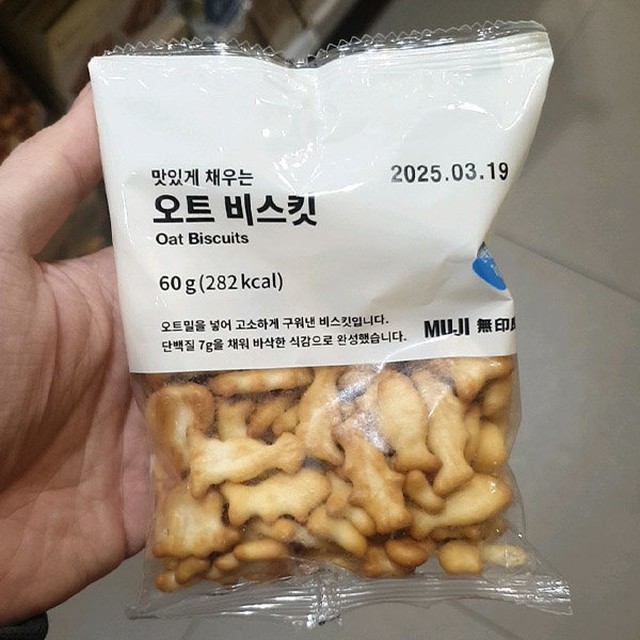 맛있게 채우는
2025.03.19
오트 비스킷
Oat Biscuits
60g(282kcal)
오트밀을 넣어 고소하게 구워낸 비스킷입니다.
단백질 7g을 채워 바삭한 식감으로 완성했습니다.
MUJI 無印